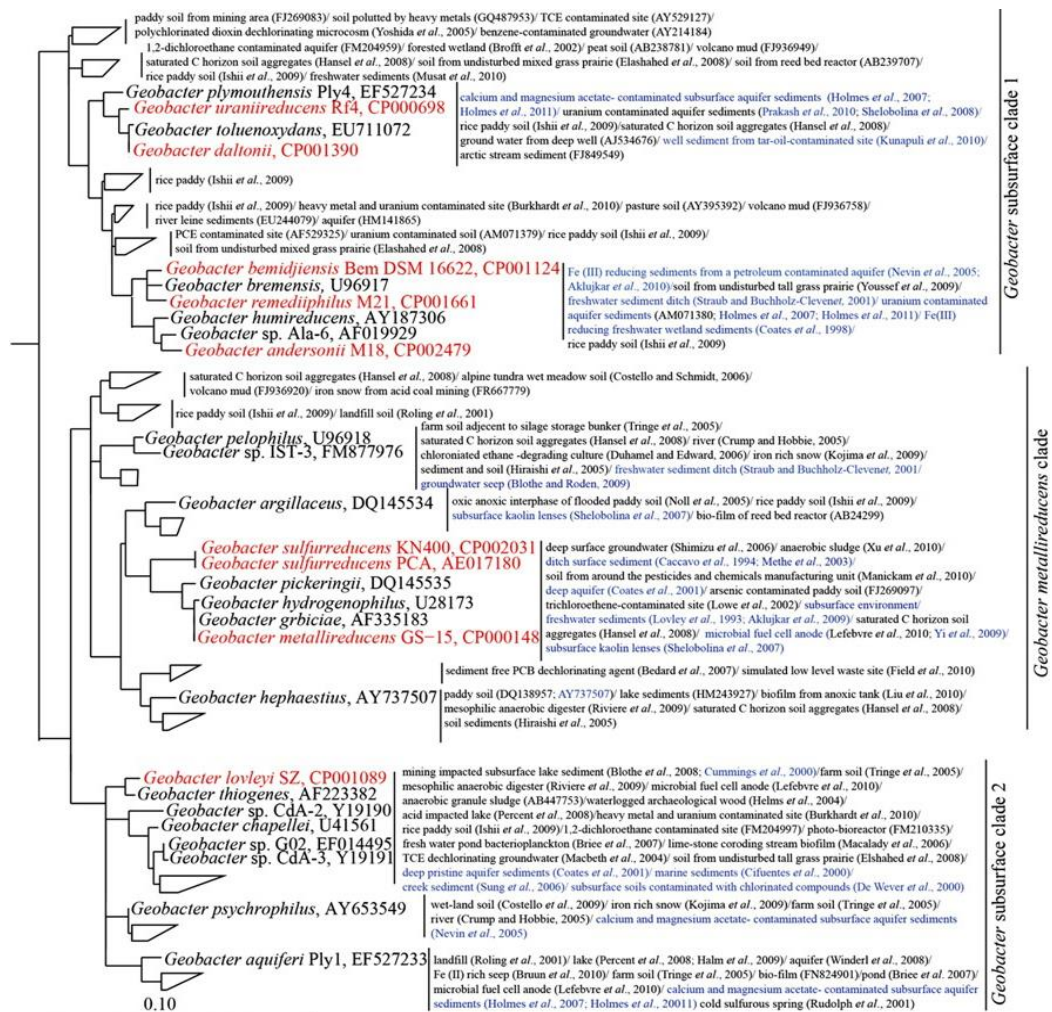 paddy soil from mining area (FJ269083)/ soil polutted by heavy metals (GQ487953)/ TCE contaminated site (AY529127)/
polychlorinated dioxin dechlorinating microcosm (Yoshida et al., 2005)/ benzene-contaminated groundwater (AY214184)
1,2-dichloroethane contaminated aquifer (FM204959)/ forested wetland (Brofft et al., 2002)/ peat soil (AB238781)/ volcano mud (FJ936949)/
saturated C horizon soil aggregates (Hansel et al., 2008)/ soil from undisturbed mixed grass prairie (Elashahed et al., 2008)/ soil from reed bed reactor (AB239707)/
rice paddy soil (Ishii et al., 2009)/ freshwater sediments (Musat et al., 2010)
Geobacter plymouthensis Ply4, EF527234
Geobacter uraniireducens Rf4, CP000698
Geobacter toluenoxydans, EU711072
Geobacter daltonii, CP001390
calcium and magnesium acetate- contaminated subsurface aquifer sediments (Holmes et al., 2007;
Holmes et al., 2011)/ uranium contaminated aquifer sediments (Prakash et al., 2010; Shelobolina et al., 2008)/
rice paddy soil (Ishii et al., 2009)/saturated C horizon soil aggregates (Hansel et al., 2008)/
ground water from deep well (AJ534676)/ well sediment from tar-oil-contaminated site (Kunapuli et al., 2010)/
arctic stream sediment (FJ849549)
rice paddy (Ishii et al., 2009)
rice paddy (Ishii et al., 2009)/ heavy metal and uranium contaminated site (Burkhardt et al., 2010)/ pasture soil (AY395392)/ volcano mud (FJ936758)/
river leine sediments (EU244079)/ aquifer (HM141865)
PCE contaminated site (AF529325)/ uranium contaminated soil (AM071379)/ rice paddy soil (Ishii et al., 2009)/
soil from undisturbed mixed grass prairie (Elashahed et al., 2008)
Geobacter bemidjiensis Bem DSM 16622, CP001124
Geobacter bremensis, U96917
Geobacter remediiphilus M21, CP001661
Geobacter humireducens, AY187306
Geobacter sp. Ala-6, AF019929
Geobacter andersonii M18, CP002479
Fe (III) reducing sediments from a petroleum contaminated aquifer (Nevin et al., 2005;
Aklujkar et al., 2010)/soil from undisturbed tall grass prairie (Youssef et al., 2009)/
freshwater sediment ditch (Straub and Buchholz-Clevenet, 2001)/ uranium contaminated
aquifer sediments (AM071380; Holmes et al., 2007; Holmes et al., 2011)/ Fe(III)
reducing freshwater wetland sediments (Coates et al., 1998)/
rice paddy soil (Ishii et al., 2009)
Geobacter subsurface clade 1
saturated C horizon soil aggregates (Hansel et al., 2008)/ alpine tundra wet meadow soil (Costello and Schmidt, 2006)/
volcano mud (FJ936920)/ iron snow from acid coal mining (FR667779)
rice paddy soil (Ishii et al., 2009)/ landfill soil (Roling et al., 2001)
Geobacter pelophilus, U96918
Geobacter sp. IST-3, FM877976
farm soil adjecent to silage storage bunker (Tringe et al., 2005)/
saturated C horizon soil aggregates (Hansel et al., 2008)/ river (Crump and Hobbie, 2005)/
chloroniated ethane -degrading culture (Duhamel and Edward, 2006)/ iron rich snow (Kojima et al., 2009)/
sediment and soil (Hiraishi et al., 2005)/ freshwater sediment ditch (Straub and Buchholz-Clevenet, 2001/
groundwater seep (Blothe and Roden, 2009)
Geobacter argillaceus, DQ145534
oxic anoxic interphase of flooded paddy soil (Noll et al., 2005)/ rice paddy soil (Ishii et al., 2009)/
subsurface kaolin lenses (Shelobolina et al., 2007)/ bio-film of reed bed reactor (AB24299)
Geobacter sulfurreducens KN400, CP002031
Geobacter sulfurreducens PCA, AE017180
Geobacter pickeringii, DQ145535
Geobacter hydrogenophilus, U28173
Geobacter grbiciae, AF335183
Geobacter metallireducens GS-15, CP000148
deep surface groundwater (Shimizu et al., 2006)/ anaerobic sludge (Xu et al., 2010)/
ditch surface sediment (Caccavo et al., 1994; Methe et al., 2003)/
soil from around the pesticides and chemicals manufacturing unit (Manickam et al., 2010)/
deep aquifer (Coates et al., 2001)/ arsenic contaminated paddy soil (FJ269097)/
trichloroethene-contaminated site (Lowe et al., 2002)/ subsurface environment/
freshwater sediments (Lovley et al., 1993; Aklujkar et al., 2009)/ saturated C horizon soil
aggregates (Hansel et al., 2008)/ microbial fuel cell anode (Lefebvre et al., 2010; Yi et al., 2009)/
subsurface kaolin lenses (Shelobolina et al., 2007)
sediment free PCB dechlorinating agent (Bedard et al., 2007)/ simulated low level waste site (Field et al., 2010)
Geobacter hephaestius, AY737507
paddy soil (DQ138957; AY737507)/ lake sediments (HM243927)/ biofilm from anoxic tank (Liu et al., 2010)/
mesophilic anaerobic digester (Riviere et al., 2009)/ saturated C horizon soil aggregates (Hansel et al., 2008)/
soil sediments (Hiraishi et al., 2005)
Geobacter metallireducens clade
Geobacter lovleyi SZ, CP001089
Geobacter thiogenes, AF223382
Geobacter sp. CdA-2, Y19190
Geobacter chapellei, U41561
Geobacter sp. G02, EF014495
Geobacter sp. CdA-3, Y19191
mining impacted subsurface lake sediment (Blothe et al., 2008; Cummings et al., 2000)/farm soil (Tringe et al., 2005)/
mesophilic anaerobic digester (Riviere et al., 2009)/ microbial fuel cell anode (Lefebvre et al., 2010)/
anaerobic granule sludge (AB447753)/ waterlogged archaeological wood (Helms et al., 2004)/
acid impacted lake (Percent et al., 2008)/heavy metal and uranium contaminated site (Burkhardt et al., 2010)/
rice paddy soil (Ishii et al., 2009)/1,2-dichloroethane contaminated site (FM204997)/ photo-bioreactor (FM210335)/
fresh water pond bacterioplanckton (Briee et al., 2007)/ lime-stone coroding stream biofilm (Macalady et al., 2006)/
TCE dechlorting groundwater (Macbeth et al., 2004)/ soil from undisturbed tall grass prairie (Elshahed et al., 2008)/
deep pristine aquifer sediments (Coates et al., 2001)/ marine sediments (Cifuentes et al., 2000)/
creek sediment (Sung et al., 2006)/ subsurface soils contaminated with chlorinated compounds (De Wever et al., 2000)
Geobacter psychrophilus, AY653549
wet-land soil (Costello et al., 2009)/ iron rich snow (Kojima et al., 2009)/farm soil (Tringe et al., 2005)/
river (Crump and Hobbie, 2005)/ calcium and magnesium acetate- contaminated subsurface aquifer sediments
(Nevin et al., 2005)
Geobacter aquiferi Ply1, EF527233
landfill (Roling et al., 2001)/ lake (Percent et al., 2008; Halm et al., 2009)/ aquifer (Winderl et al., 2008)/
Fe (II) rich seep (Bruun et al., 2010)/ farm soil (Tringe et al., 2005)/ bio-film (FN824901)/pond (Briee et al. 2007)/
microbial fuel cell anode (Lefebvre et al., 2010)/ calcium and magnesium acetate- contaminated subsurface aquifer
sediments (Holmes et al., 2007; Holmes et al., 20011) cold sulfurous spring (Rudolph et al., 2001)
Geobacter subsurface clade 2
0.10